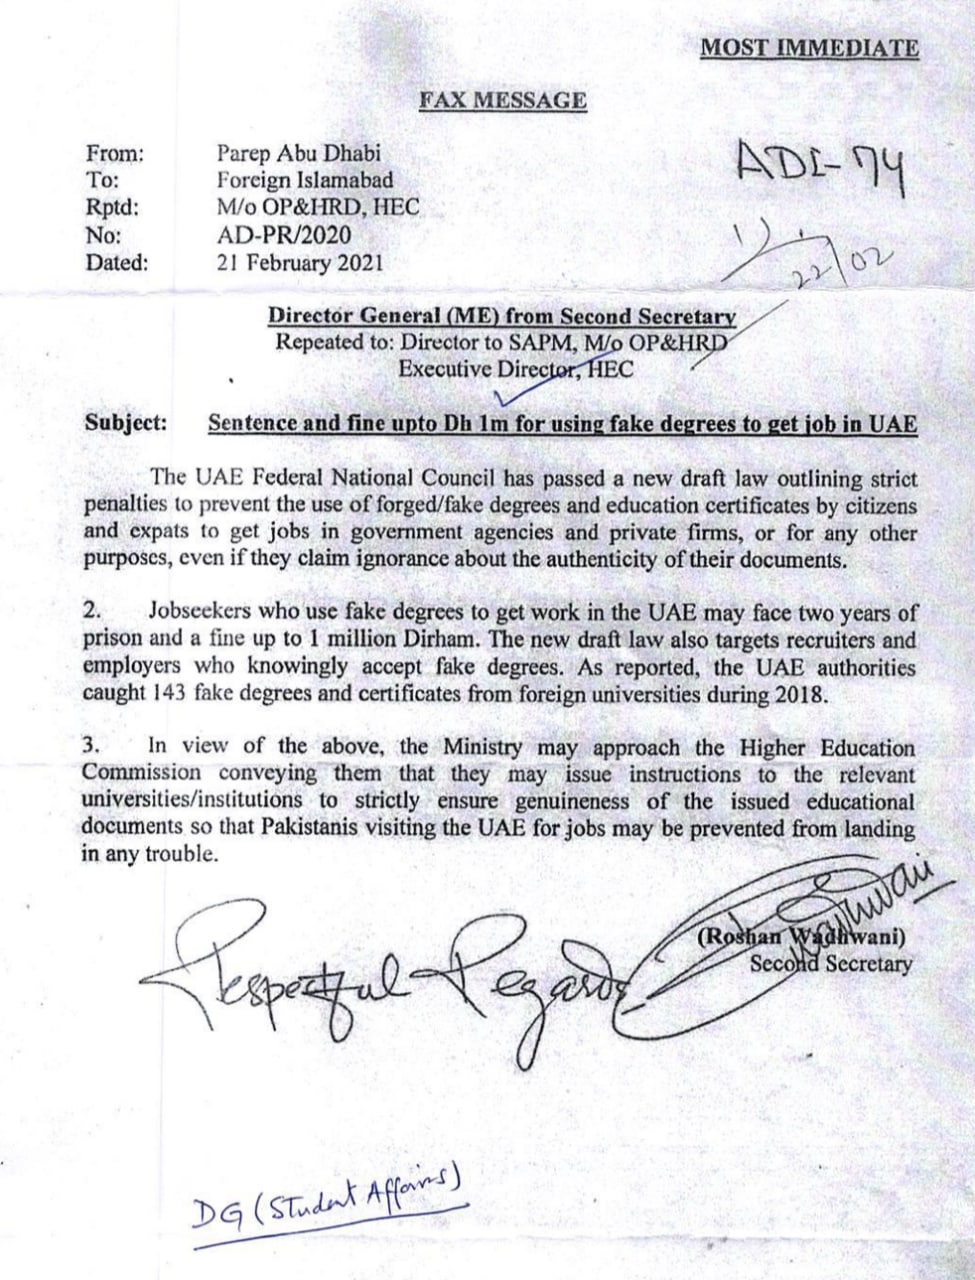 MOST IMMEDIATE
FAX MESSAGE
From: Parep Abu Dhabi
To: Foreign Islamabad
Rptd: M/o OP&HRD, HEC
No: AD-PR/2020
Dated: 21 February 2021
22/02
Director General (ME) from Second Secretary
Repeated to: Director to SAPM, M/o OP&HRD
Executive Director, HEC
Subject: Sentence and fine upto Dh 1m for using fake degrees to get job in UAE
The UAE Federal National Council has passed a new draft law outlining strict
penalties to prevent the use of forged/fake degrees and education certificates by citizens
and expats to get jobs in government agencies and private firms, or for any other
purposes, even if they claim ignorance about the authenticity of their documents.
2. Jobseekers who use fake degrees to get work in the UAE may face two years of
prison and a fine up to 1 million Dirham. The new draft law also targets recruiters and
employers who knowingly accept fake degrees. As reported, the UAE authorities
caught 143 fake degrees and certificates from foreign universities during 2018.
3. In view of the above, the Ministry may approach the Higher Education
Commission conveying them that they may issue instructions to the relevant
universities/institutions to strictly ensure genuineness of the issued educational
documents so that Pakistanis visiting the UAE for jobs may be prevented from landing
in any trouble.
Respectful Regards
(Roshan Wadhwani)
Second Secretary
DG (Student Affairs)